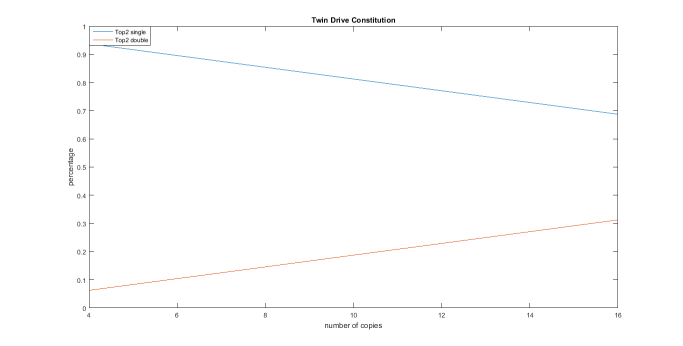 Twin Drive Constitution
Top2 single
Top2 double
1
0.9
0.8
0.7
0.6
0.5
0.4
0.3
0.2
0.1
0
percentage
4 6 8 10 12 14 16
number of copies